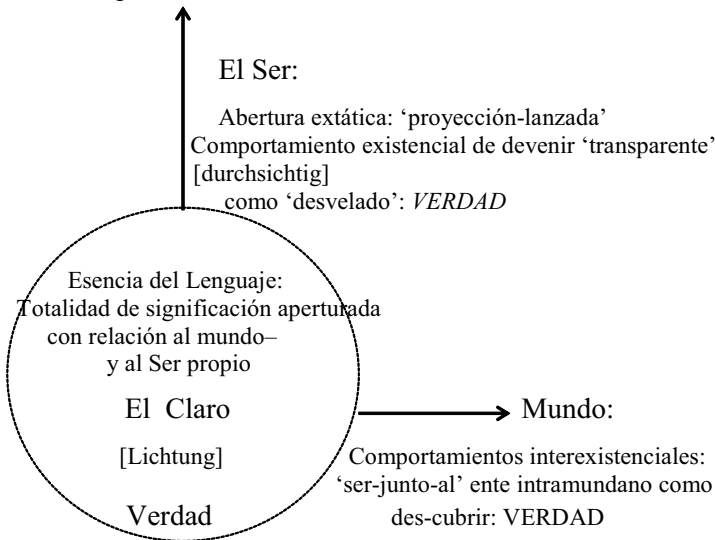 El Ser:
Abertura extática: ‘proyección-lanzada’
Comportamiento existencial de devenir ‘transparente’
[durchsichtig]
como ‘desvelado’: VERDAD
Esencia del Lenguaje:
Totalidad de significación aperturada
con relación al mundo–
y al Ser propio
El Claro
[Lichtung]
Verdad
Mundo:
Comportamientos interexistenciales:
‘ser-junto-al’ ente intramundano como
des-cubrir: VERDAD